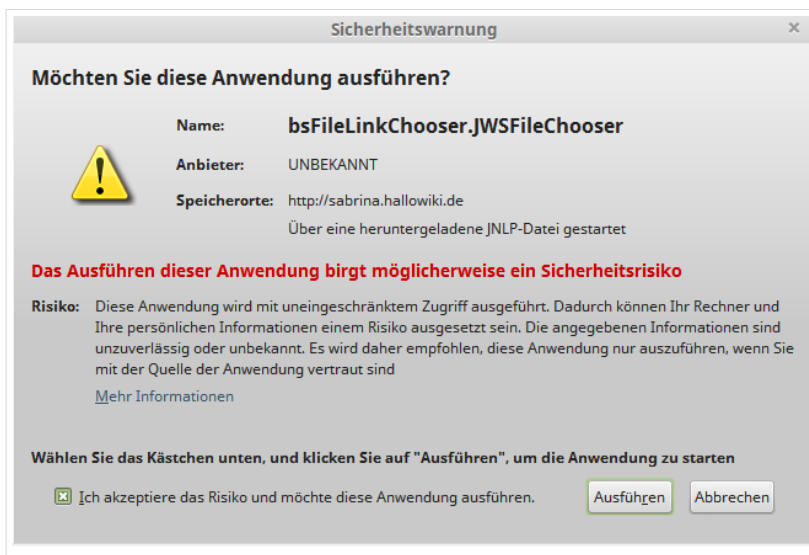 Sicherheitswarnung
Möchten Sie diese Anwendung ausführen?
Name: bsFileLinkChooser.JWSFileChooser
Anbieter: UNBEKANNT
Speicherorte: http://sabrina.hallowiki.de
Über eine heruntergeladene JNLP-Datei gestartet
Das Ausführen dieser Anwendung birgt möglicherweise ein Sicherheitsrisiko
Risiko: Diese Anwendung wird mit uneingeschränktem Zugriff ausgeführt. Dadurch können Ihr Rechner und
Ihre persönlichen Informationen einem Risiko ausgesetzt sein. Die angegebenen Informationen sind
unzuverlässig oder unbekannt. Es wird daher empfohlen, diese Anwendung nur auszuführen, wenn Sie
mit der Quelle der Anwendung vertraut sind
Mehr Informationen
Wählen Sie das Kästchen unten, und klicken Sie auf "Ausführen", um die Anwendung zu starten
Ich akzeptiere das Risiko und möchte diese Anwendung ausführen. Ausführen Abbrechen